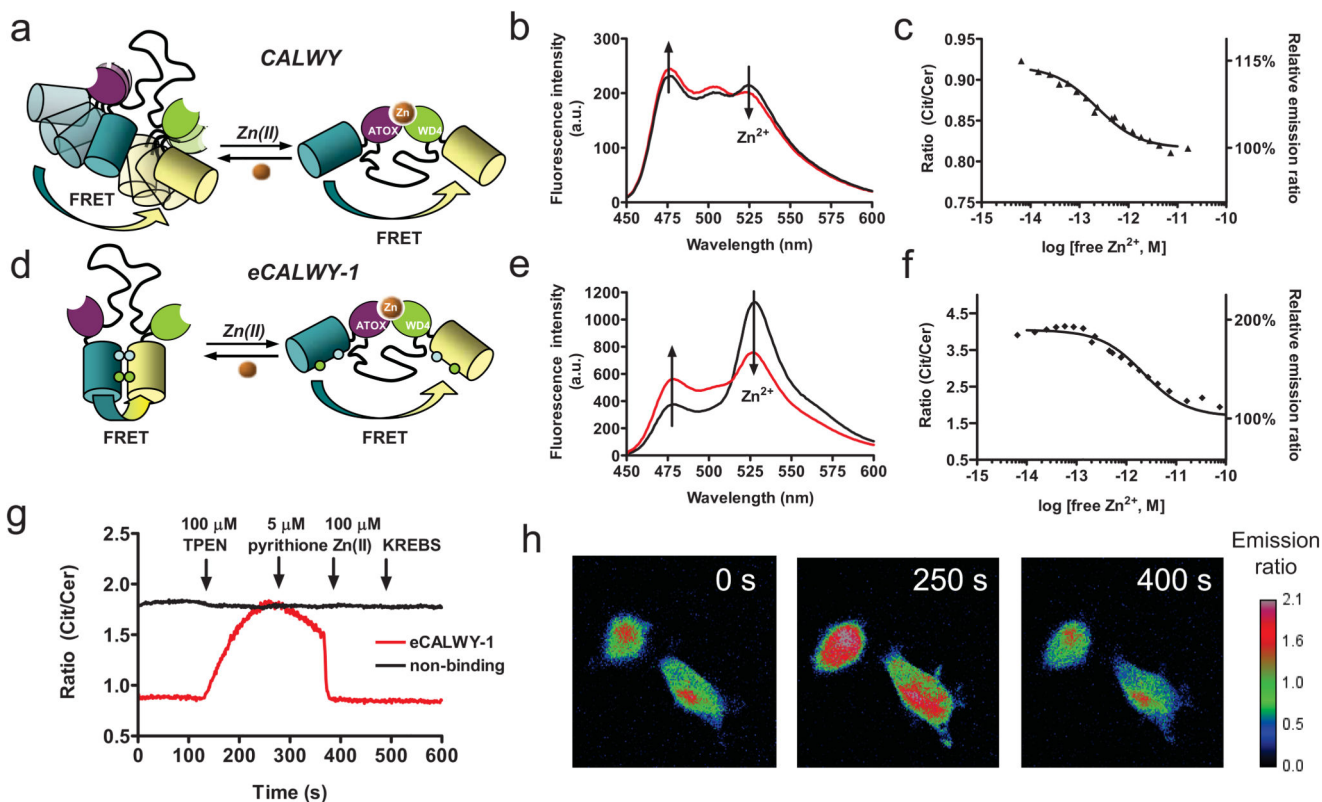 a
CALWY
Zn(II)
Zn
ATOX
WD4
FRET
FRET
b
Fluorescence intensity
(a.u.)
300
200
100
0
Zn2+
450 475 500 525 550 575 600
Wavelength (nm)
c
Ratio (Cit/Cer)
0.95
0.90
0.85
0.80
0.75
115%
100%
Relative emission ratio
-15 -14 -13 -12 -11 -10
log [free Zn2+, M]
d
eCALWY-1
Zn(II)
Zn
ATOX
WD4
FRET
FRET
e
Fluorescence intensity
(a.u.)
1200
1000
800
600
400
200
0
Zn2+
450 475 500 525 550 575 600
Wavelength (nm)
f
Ratio (Cit/Cer)
4.5
3.5
2.5
1.5
0.5
200%
100%
Relative emission ratio
-15 -14 -13 -12 -11 -10
log [free Zn2+, M]
g
100 μM 5 μM 100 μM
TPEN pyrithione Zn(II) KREBS
Ratio (Cit/Cer)
2.5
2.0
1.5
1.0
0.5
eCALWY-1
non-binding
0 100 200 300 400 500 600
Time (s)
h
0 s
250 s
400 s
Emission
ratio
2.1
1.6
1.3
1.0
0.5
0.0